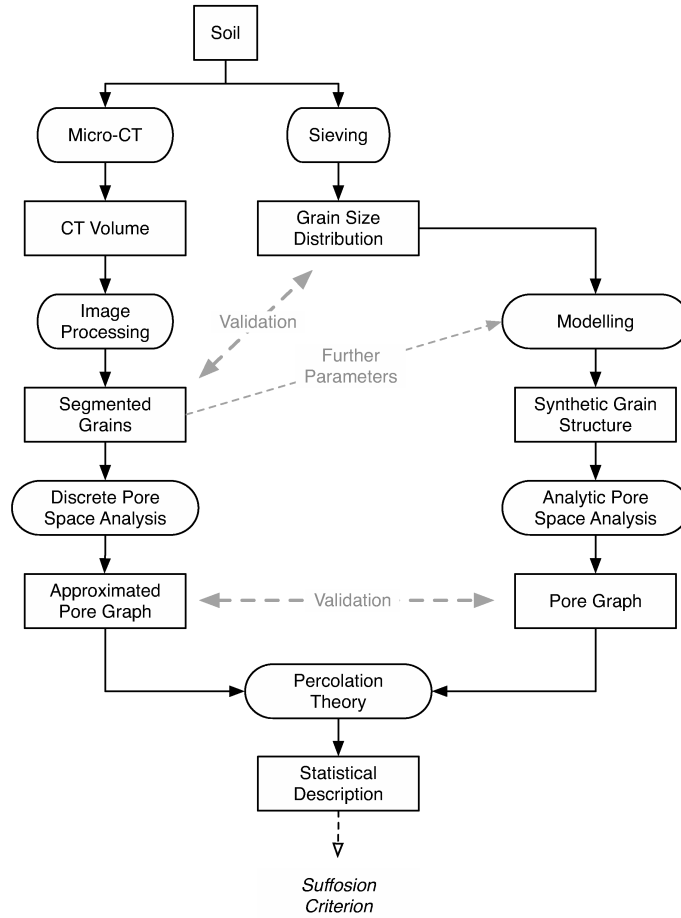 Soil
Micro-CT
Sieving
CT Volume
Grain Size
Distribution
Image
Processing
Validation
Modelling
Further
Parameters
Segmented
Grains
Synthetic Grain
Structure
Discrete Pore
Space Analysis
Analytic Pore
Space Analysis
Approximated
Pore Graph
Validation
Pore Graph
Percolation
Theory
Statistical
Description
Suffosion
Criterion